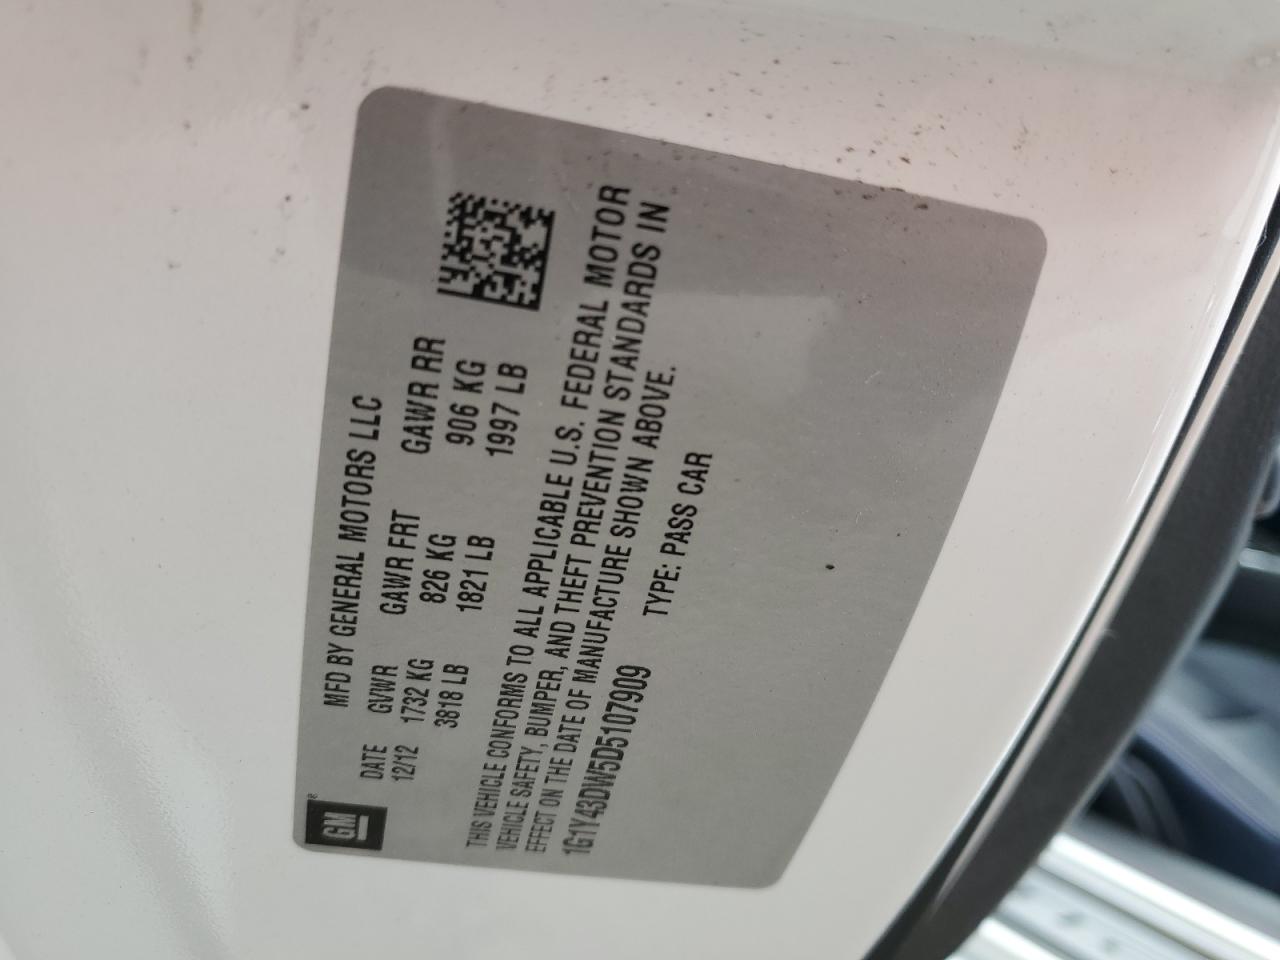 GM®
MFD BY GENERAL MOTORS LLC
DATE GVWR GAWR FRT GAWR RR
12/12 1732 KG 826 KG 906 KG
3818 LB 1821 LB 1997 LB
THIS VEHICLE CONFORMS TO ALL APPLICABLE U.S. FEDERAL MOTOR
VEHICLE SAFETY, BUMPER, AND THEFT PREVENTION STANDARDS IN
EFFECT ON THE DATE OF MANUFACTURE SHOWN ABOVE.
1G1Y43DW5D5107909 TYPE: PASS CAR